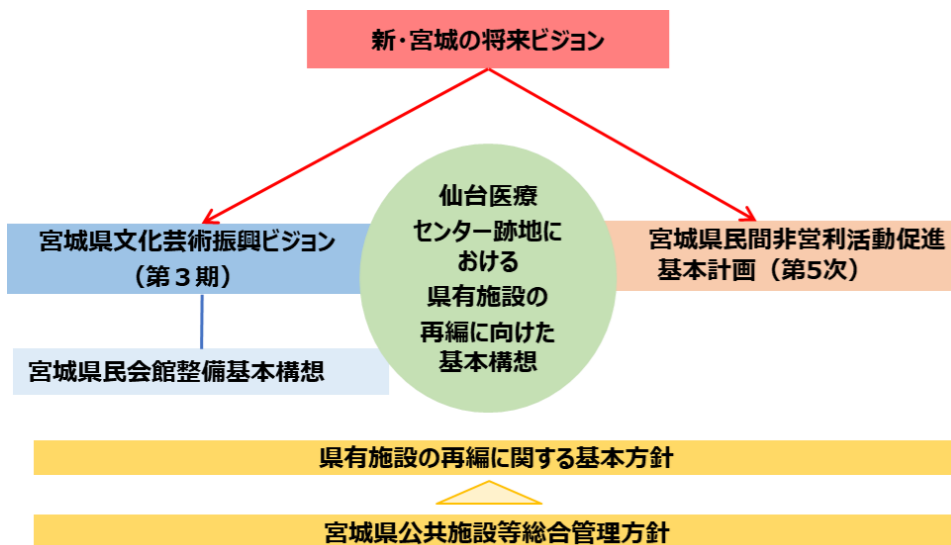 新・宮城の将来ビジョン
宮城県文化芸術振興ビジョン
（第３期）
宮城県民会館整備基本構想
仙台医療
センター跡地に
おける
県有施設の
再編に向けた
基本構想
宮城県民間非営利活動促進
基本計画（第5次）
県有施設の再編に関する基本方針
宮城県公共施設等総合管理方針